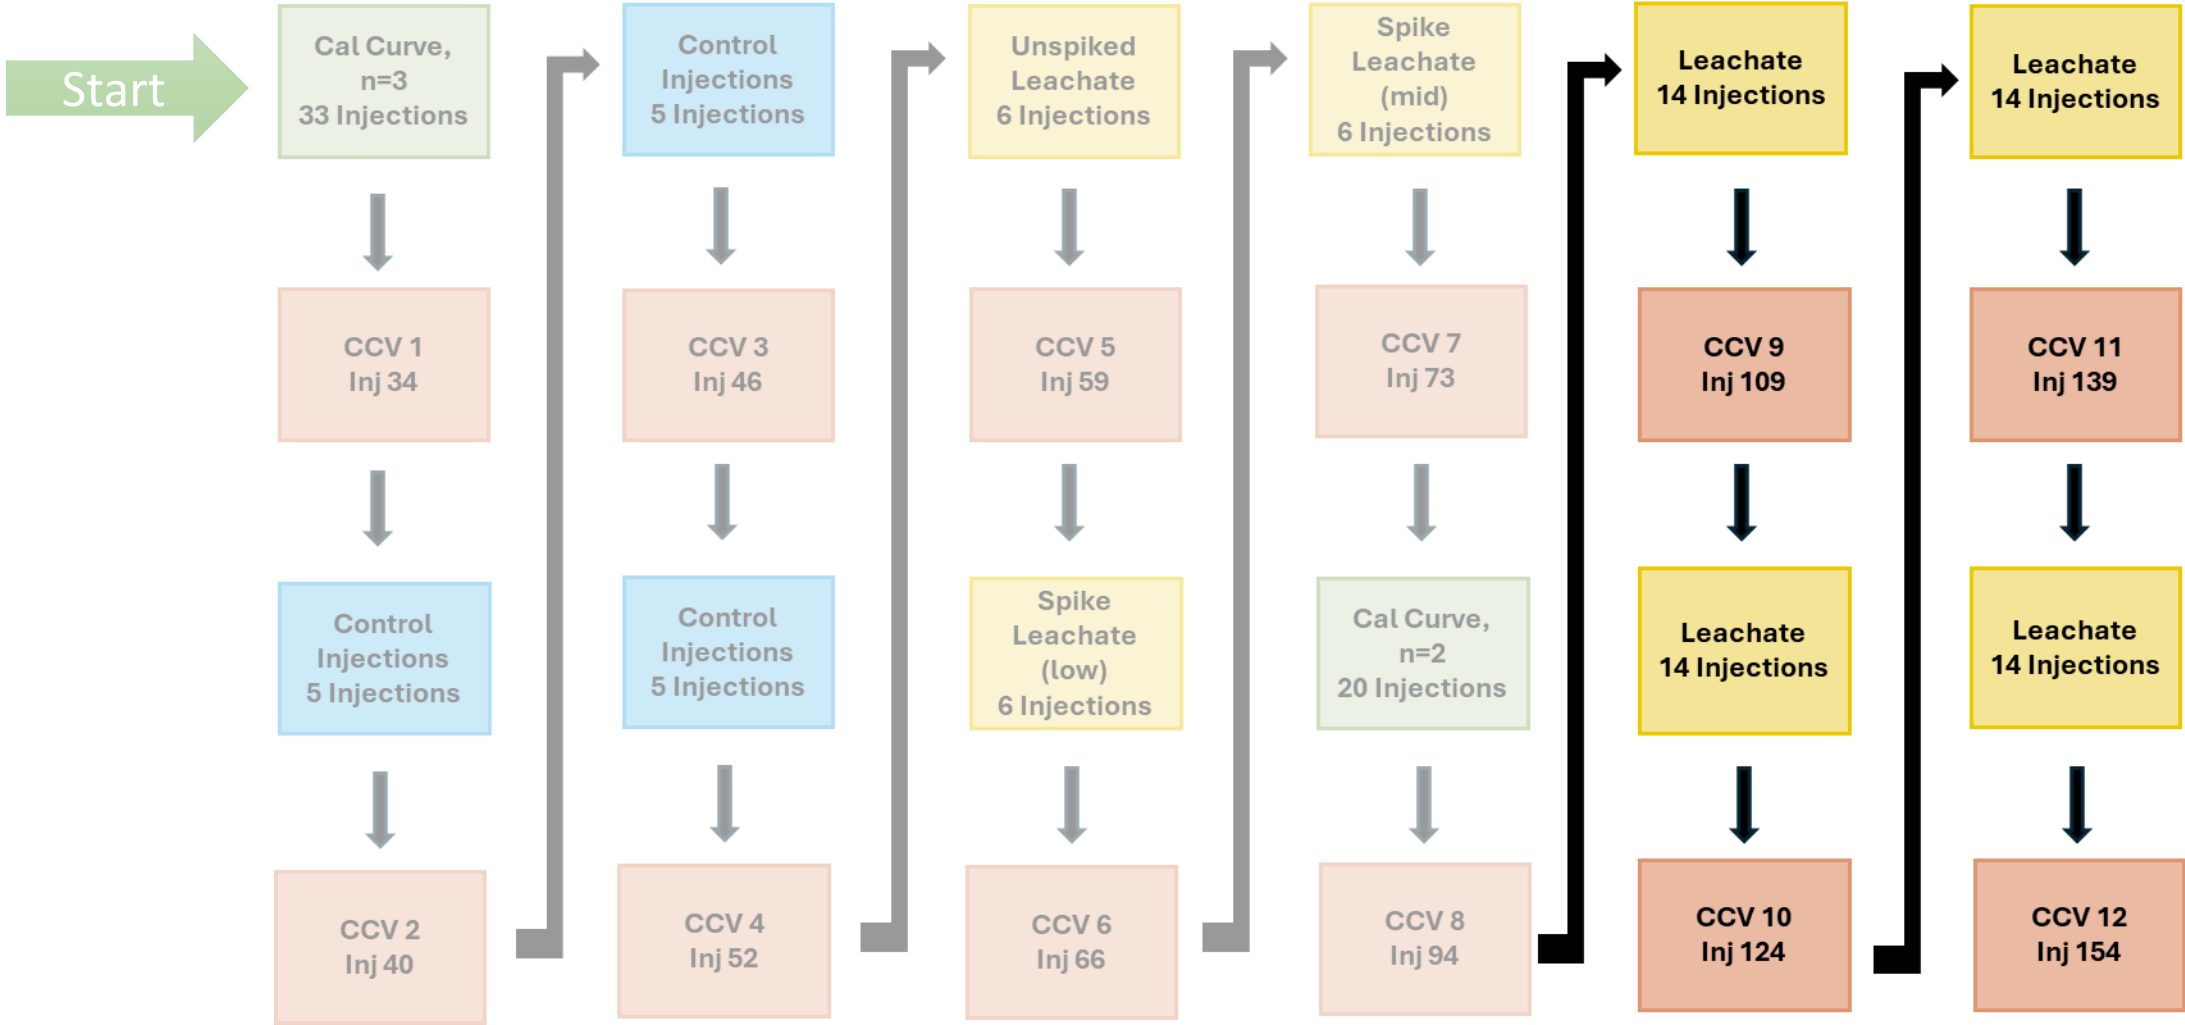 Start
Cal Curve,
n=3
33 Injections
CCV 1
Inj 34
Control
Injections
5 Injections
CCV 2
Inj 40
Control
Injections
5 Injections
CCV 3
Inj 46
Control
Injections
5 Injections
CCV 4
Inj 52
Unspiked
Leachate
6 Injections
CCV 5
Inj 59
Spike
Leachate
(low)
6 Injections
CCV 6
Inj 66
Spike
Leachate
(mid)
6 Injections
CCV 7
Inj 73
Cal Curve,
n=2
20 Injections
CCV 8
Inj 94
Leachate
14 Injections
CCV 9
Inj 109
Leachate
14 Injections
CCV 10
Inj 124
Leachate
14 Injections
CCV 11
Inj 139
Leachate
14 Injections
CCV 12
Inj 154